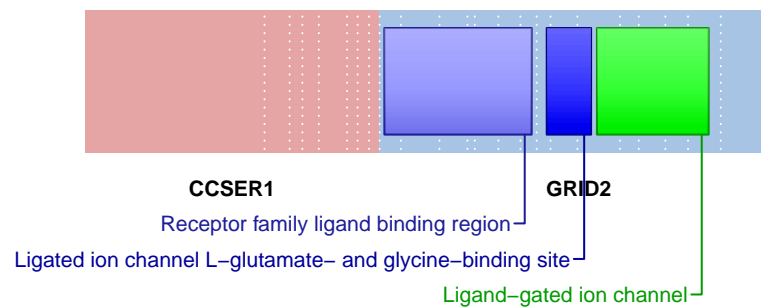 CCSER1 GRID2
Receptor family ligand binding region
Ligated ion channel L−glutamate− and glycine−binding site
Ligand−gated ion channel